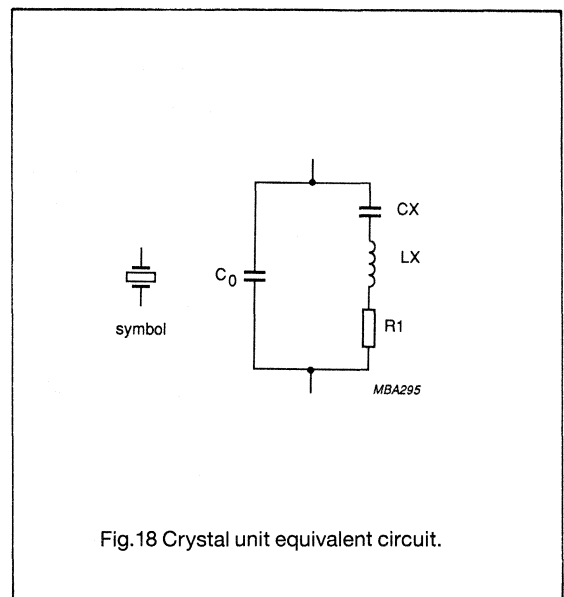 CX
LX
C0
R1
symbol
MBA295
Fig.18 Crystal unit equivalent circuit.